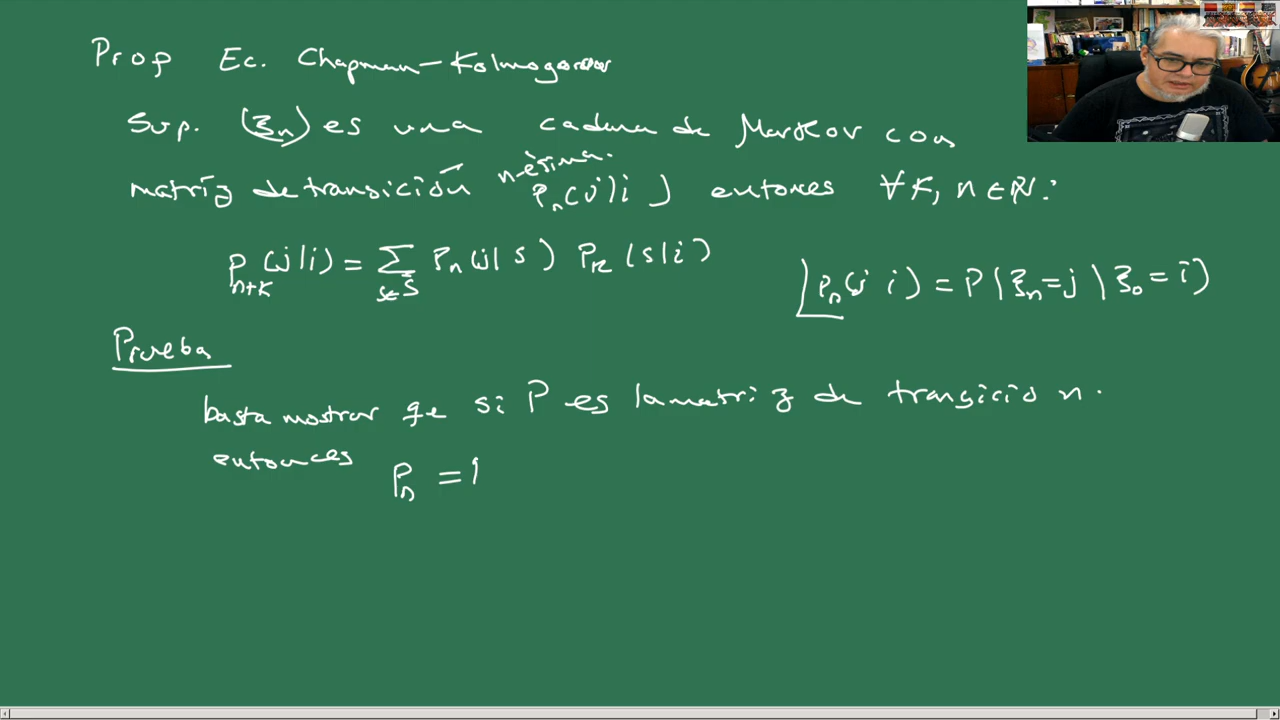 Prop Ec. Chapman-Kolmogorov
Sup. (ξₙ) es una cadena de Markov con
matriz de transición n-ésima. Pₙ(j|i) entonces ∀ K, n ∈ ℕ:
Pₙ₊ₖ(j|i) = ∑ₛ∈S Pₙ(j|s) Pₖ(s|i)
Pₙ(j i) = P(ξₙ=j | ξ₀=i)
Prueba
basta mostrar que si P es la matriz de transición.
entonces Pₙ =